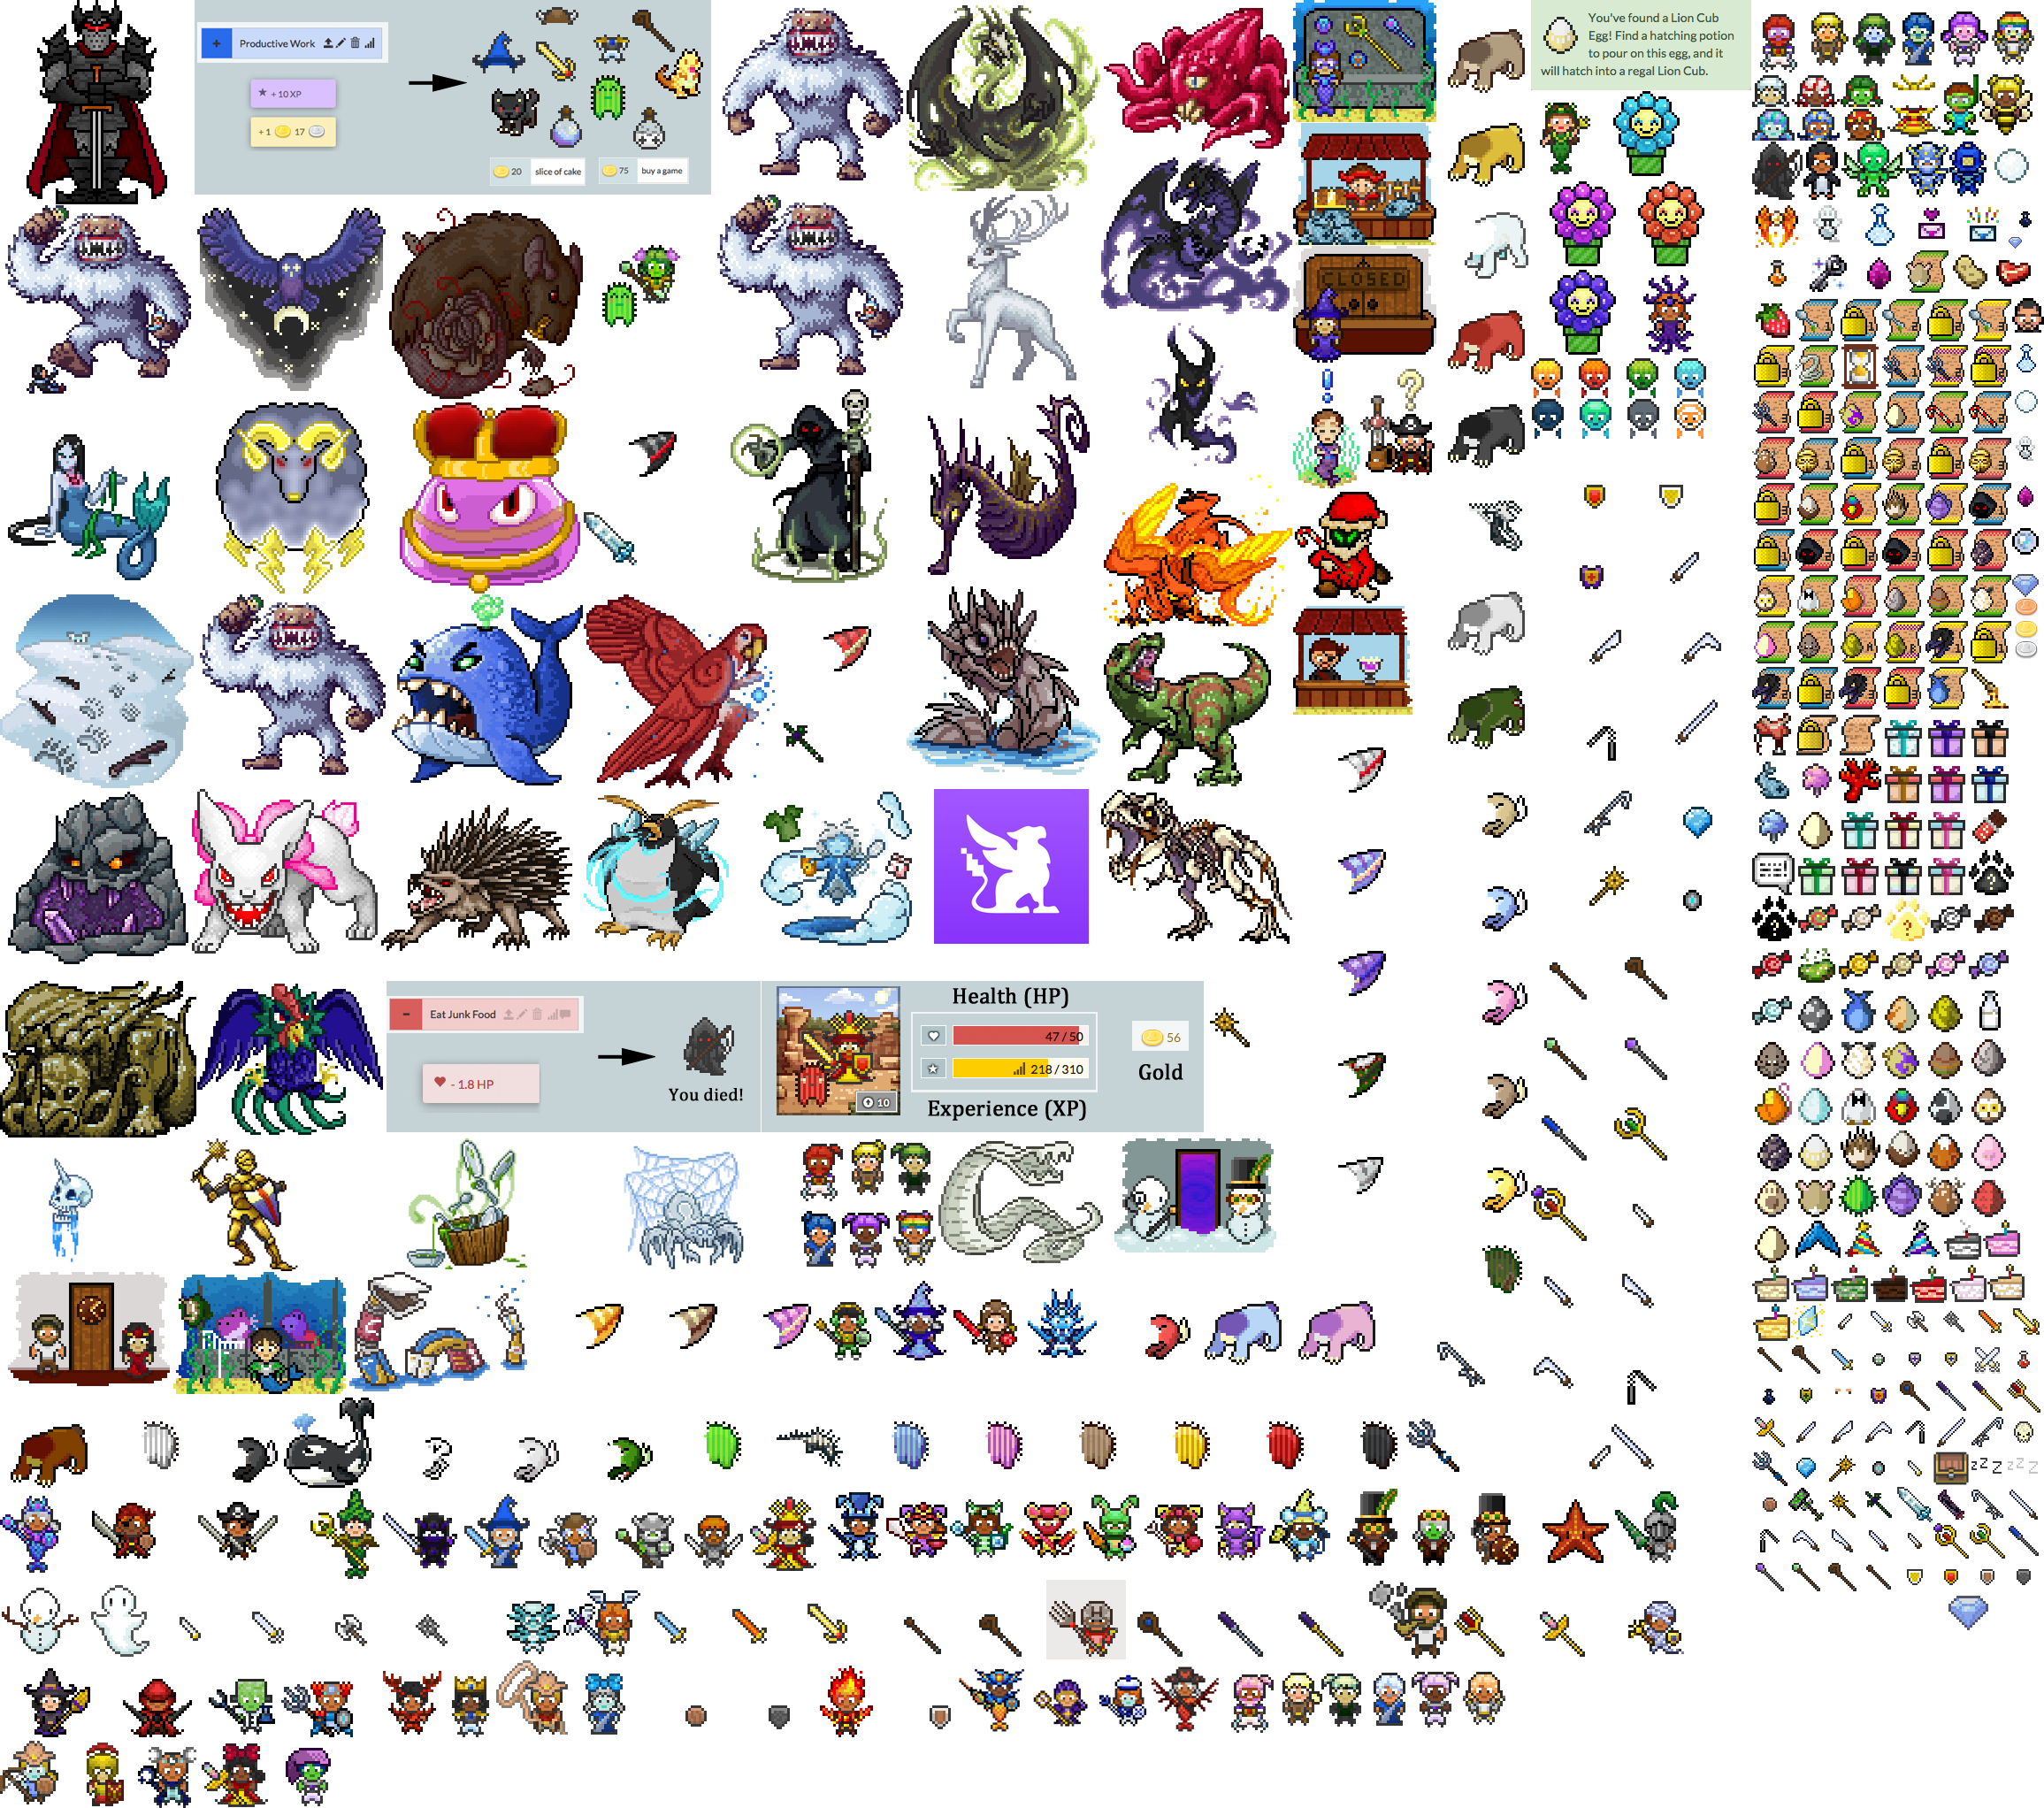 Productive Work
+ 10 XP
+ 1 17
20 slice of cake
75 buy a game
You've found a Lion Cub
Egg! Find a hatching potion
to pour on this egg, and it
will hatch into a regal Lion Cub.
CLOSED
Eat Junk Food
- 1.8 HP
You died!
Health (HP)
47 / 50
218 / 310
Experience (XP)
10
56
Gold